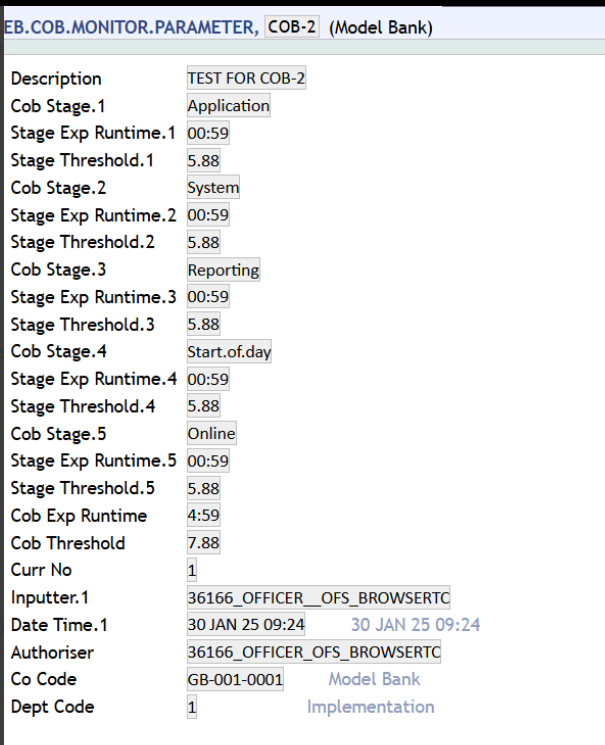 EB.COB.MONITOR.PARAMETER, COB-2 (Model Bank)
Description TEST FOR COB-2
Cob Stage.1 Application
Stage Exp Runtime.1 00:59
Stage Threshold.1 5.88
Cob Stage.2 System
Stage Exp Runtime.2 00:59
Stage Threshold.2 5.88
Cob Stage.3 Reporting
Stage Exp Runtime.3 00:59
Stage Threshold.3 5.88
Cob Stage.4 Start.of.day
Stage Exp Runtime.4 00:59
Stage Threshold.4 5.88
Cob Stage.5 Online
Stage Exp Runtime.5 00:59
Stage Threshold.5 5.88
Cob Exp Runtime 4:59
Cob Threshold 7.88
Curr No 1
Inputter.1 36166_OFFICER__OFS_BROWSERTC
Date Time.1 30 JAN 25 09:24 30 JAN 25 09:24
Authoriser 36166_OFFICER_OFS_BROWSERTC
Co Code GB-001-0001 Model Bank
Dept Code 1 Implementation